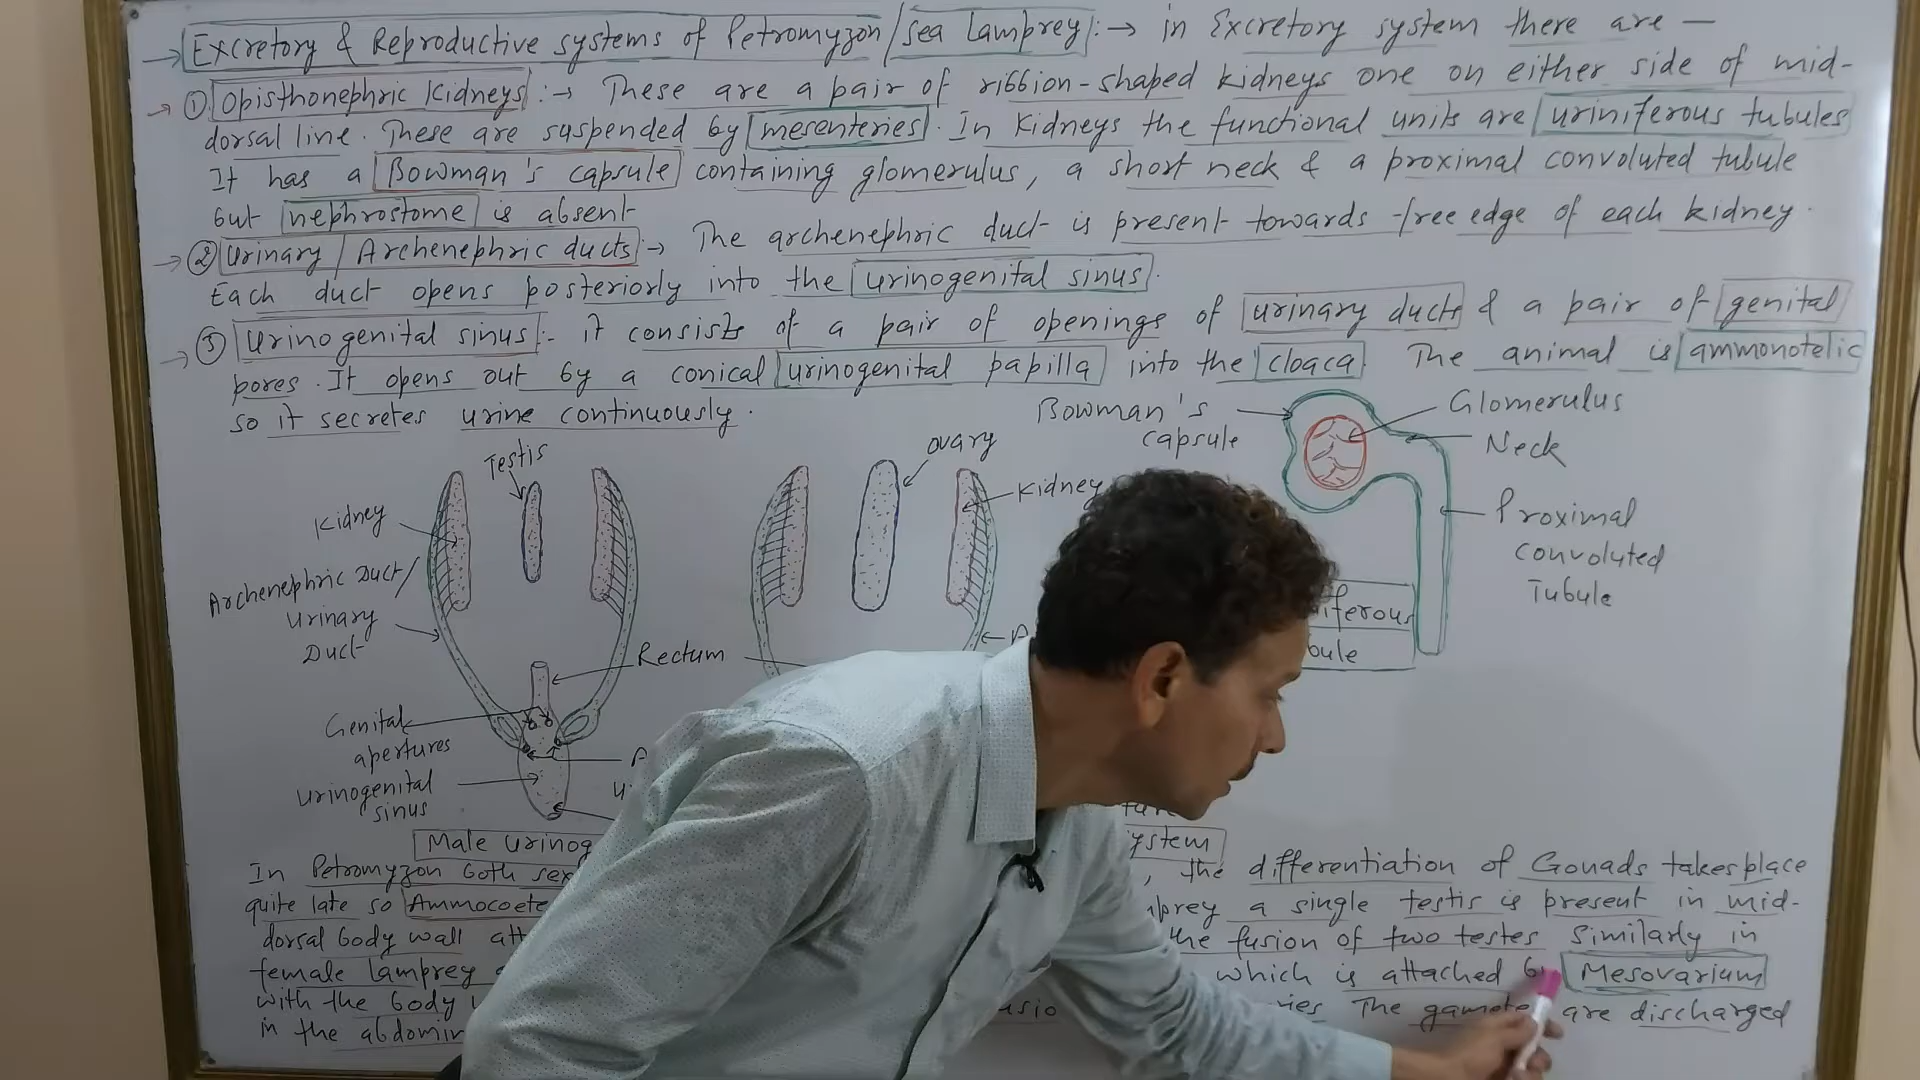 → Excretory & Reproductive systems of Petromyzon/sea Lamprey :→ in Excretory system there are —
→ ① Opisthonephric Kidneys :→ These are a pair of ribbion-shaped kidneys one on either side of mid-
dorsal line. These are suspended by mesenteries. In Kidneys the functional units are uriniferous tubules
It has a Bowman's capsule containing glomerulus, a short neck & a proximal convoluted tubule
but nephrostome is absent
→ ② Urinary / Archenephric ducts :→ The archenephric duct is present towards free edge of each kidney.
Each duct opens posteriorly into the urinogenital sinus.
→ ③ Urinogenital sinus :- it consists of a pair of openings of urinary ducts & a pair of genital
pores. It opens out by a conical urinogenital papilla into the cloaca The animal is ammonotelic
so it secretes urine continuously.
Testis
Kidney
Archenephric Duct/
Urinary
Duct
Rectum
Genital
apertures
Urinogenital
sinus
Male Urinog
ovary
Kidney
Bowman's
capsule
Glomerulus
Neck
Proximal
convoluted
Tubule
iferous
bule
ystem
In Petromyzon both sex , the differentiation of Gonads takes place
quite late so Ammocoete a single testis is present in mid-
dorsal body wall att the fusion of two testes Similarly in
female lamprey which is attached by Mesovarium
with the body The gametes are discharged
in the abdomin